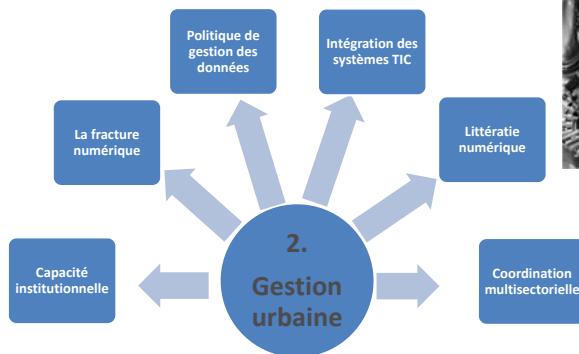 Politique de
gestion des
données
Intégration des
systèmes TIC
La fracture
numérique
Littératie
numérique
Capacité
institutionnelle
2.
Gestion
urbaine
Coordination
multisectorielle